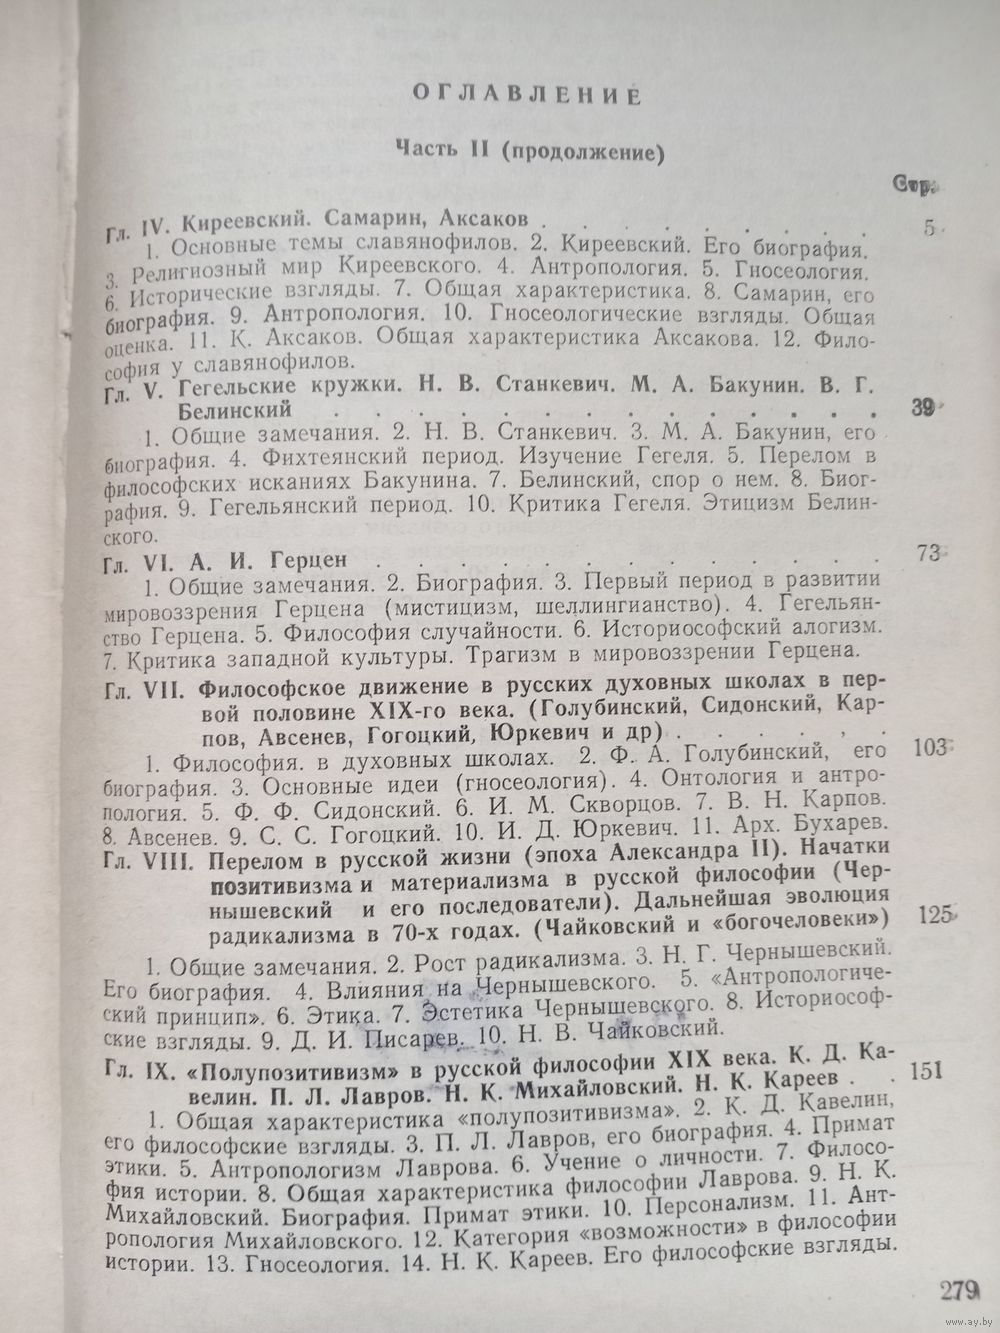 ОГЛАВЛЕНИЕ
Часть II (продолжение)
Стр.
Гл. IV. Киреевский. Самарин, Аксаков . . . . . . . . . . 5
1. Основные темы славянофилов. 2. Киреевский. Его биография.
3. Религиозный мир Киреевского. 4. Антропология. 5. Гносеология.
6. Исторические взгляды. 7. Общая характеристика. 8. Самарин, его
биография. 9. Антропология. 10. Гносеологические взгляды. Общая
оценка. 11. К. Аксаков. Общая характеристика Аксакова. 12. Фило-
софия у славянофилов.
Гл. V. Гегельские кружки. Н. В. Станкевич. М. А. Бакунин. В. Г.
Белинский . . . . . . . . . . . . . . . . . . . 39
1. Общие замечания. 2. Н. В. Станкевич. 3. М. А. Бакунин, его
биография. 4. Фихтеянский период. Изучение Гегеля. 5. Перелом в
философских исканиях Бакунина. 7. Белинский, спор о нем. 8. Биог-
рафия. 9. Гегельянский период. 10. Критика Гегеля. Этицизм Белин-
ского.
Гл. VI. А. И. Герцен . . . . . . . . . . . . . . . . . 73
1. Общие замечания. 2. Биография. 3. Первый период в развитии
мировоззрения Герцена (мистицизм, шеллингианство). 4. Гегельян-
ство Герцена. 5. Философия случайности. 6. Историософский алогизм.
7. Критика западной культуры. Трагизм в мировоззрении Герцена.
Гл. VII. Философское движение в русских духовных школах в пер-
вой половине XIX-го века. (Голубинский, Сидонский, Кар-
пов, Авсенев, Гогоцкий, Юркевич и др) . . . . . .
1. Философия. в духовных школах. 2. Ф. А. Голубинский, его 103
биография. 3. Основные идеи (гносеология). 4. Онтология и антро-
пология. 5. Ф. Ф. Сидонский. 6. И. М. Скворцов. 7. В. Н. Карпов.
8. Авсенев. 9. С. С. Гогоцкий. 10. И. Д. Юркевич. 11. Арх. Бухарев.
Гл. VIII. Перелом в русской жизни (эпоха Александра II). Начатки
позитивизма и материализма в русской философии (Чер-
нышевский и его последователи). Дальнейшая эволюция
радикализма в 70-х годах. (Чайковский и «богочеловеки») 125
1. Общие замечания. 2. Рост радикализма. 3. Н. Г. Чернышевский.
Его биография. 4. Влияния на Чернышевского. 5. «Антропологиче-
ский принцип». 6. Этика. 7. Эстетика Чернышевского. 8. Историософ-
ские взгляды. 9. Д. И. Писарев. 10. Н. В. Чайковский.
Гл. IX. «Полупозитивизм» в русской философии XIX века. К. Д. Ка-
велин. П. Л. Лавров. Н. К. Михайловский. Н. К. Кареев . . 151
1. Общая характеристика «полупозитивизма». 2. К. Д. Кавелин,
его философские взгляды. 3. П. Л. Лавров, его биография. 4. Примат
этики. 5. Антропологизм Лаврова. 6. Учение о личности. 7. Филосо-
фия истории. 8. Общая характеристика философии Лаврова. 9. Н. К.
Михайловский. Биография. Примат этики. 10. Персонализм. 11. Ант-
ропология Михайловского. 12. Категория «возможности» в философии
истории. 13. Гносеология. 14. Н. К. Кареев. Его философские взгляды.
279
www.ay.by